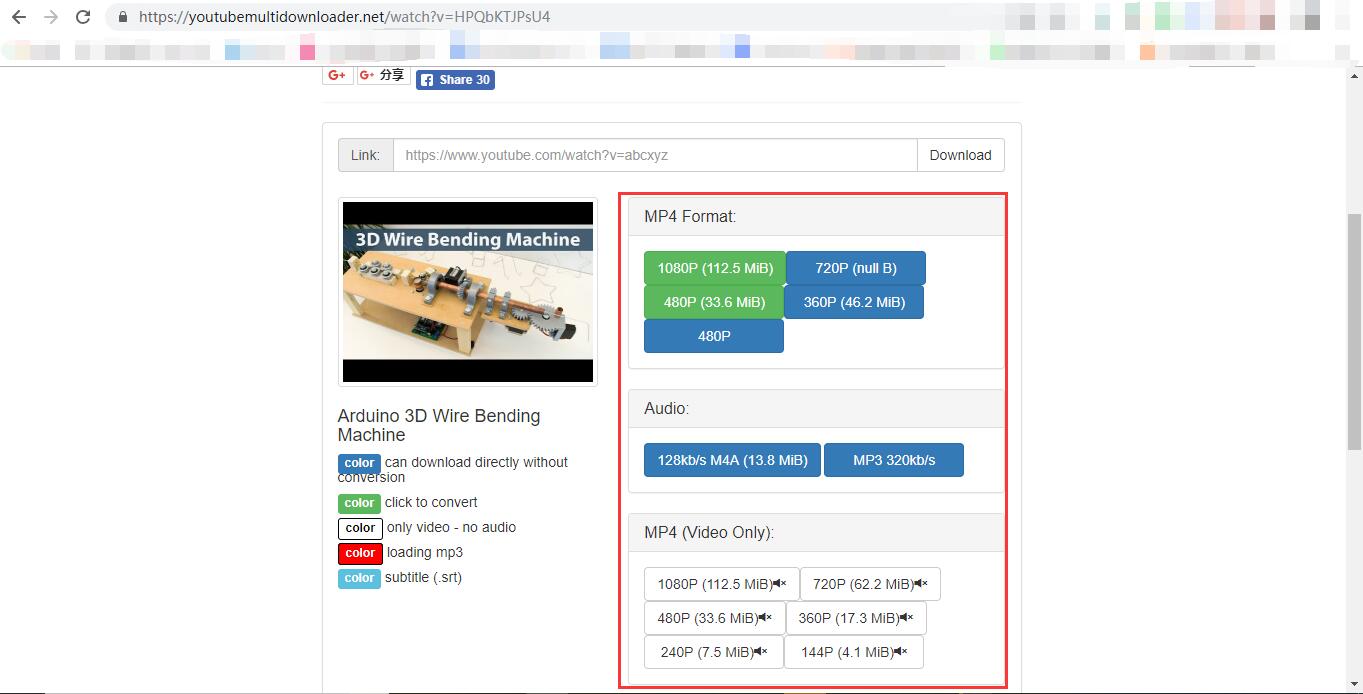 https://youtubemultidownloader.net/watch?v=HPQbKTJPsU4
G+
G+ 分享
Share 30
Link:
https://www.youtube.com/watch?v=abcxyz
Download
3D Wire Bending Machine
Arduino 3D Wire Bending
Machine
color can download directly without
conversion
color click to convert
color only video - no audio
color loading mp3
color subtitle (.srt)
MP4 Format:
1080P (112.5 MiB) 720P (null B)
480P (33.6 MiB) 360P (46.2 MiB)
480P
Audio:
128kb/s M4A (13.8 MiB) MP3 320kb/s
MP4 (Video Only):
1080P (112.5 MiB) 720P (62.2 MiB)
480P (33.6 MiB) 360P (17.3 MiB)
240P (7.5 MiB) 144P (4.1 MiB)